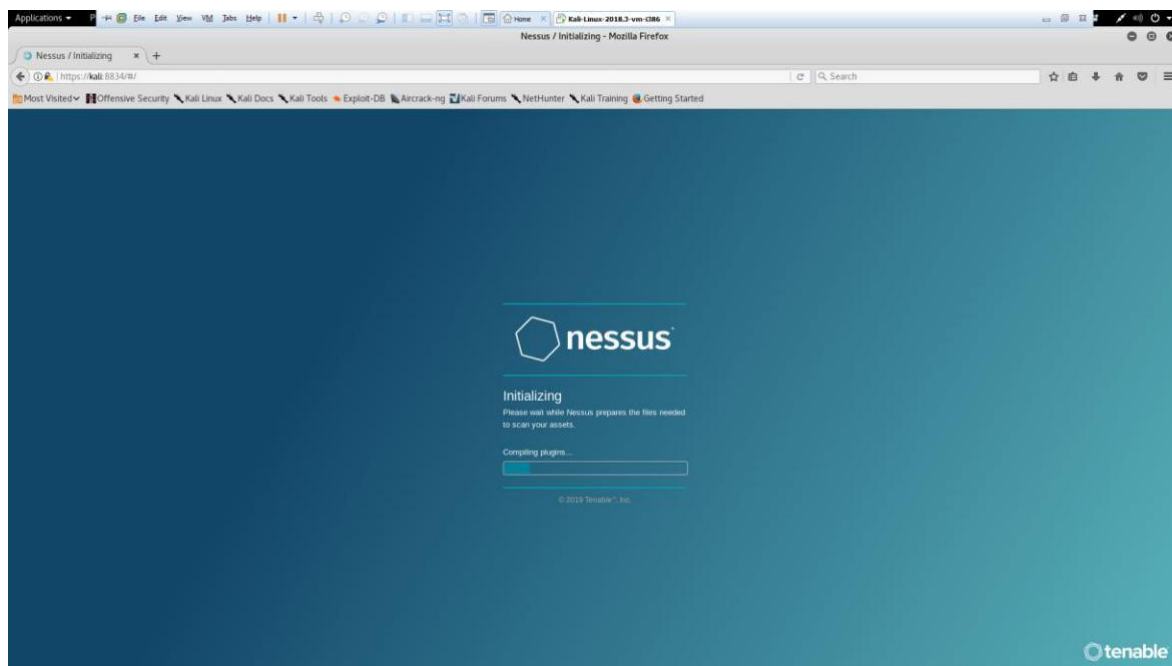 Applications
File Edit View VM Tabs Help
Home
Kali-Linux-2018.3-vm-i386
Nessus / Initializing - Mozilla Firefox
Nessus / Initializing
https://kali:8834/#/
Search
Most Visited Offensive Security Kali Linux Kali Docs Kali Tools Exploit-DB Aircrack-ng Kali Forums NetHunter Kali Training Getting Started
nessus
Initializing
Please wait while Nessus prepares the files needed
to scan your assets.
Compiling plugins...
© 2019 Tenable™, Inc.
tenable